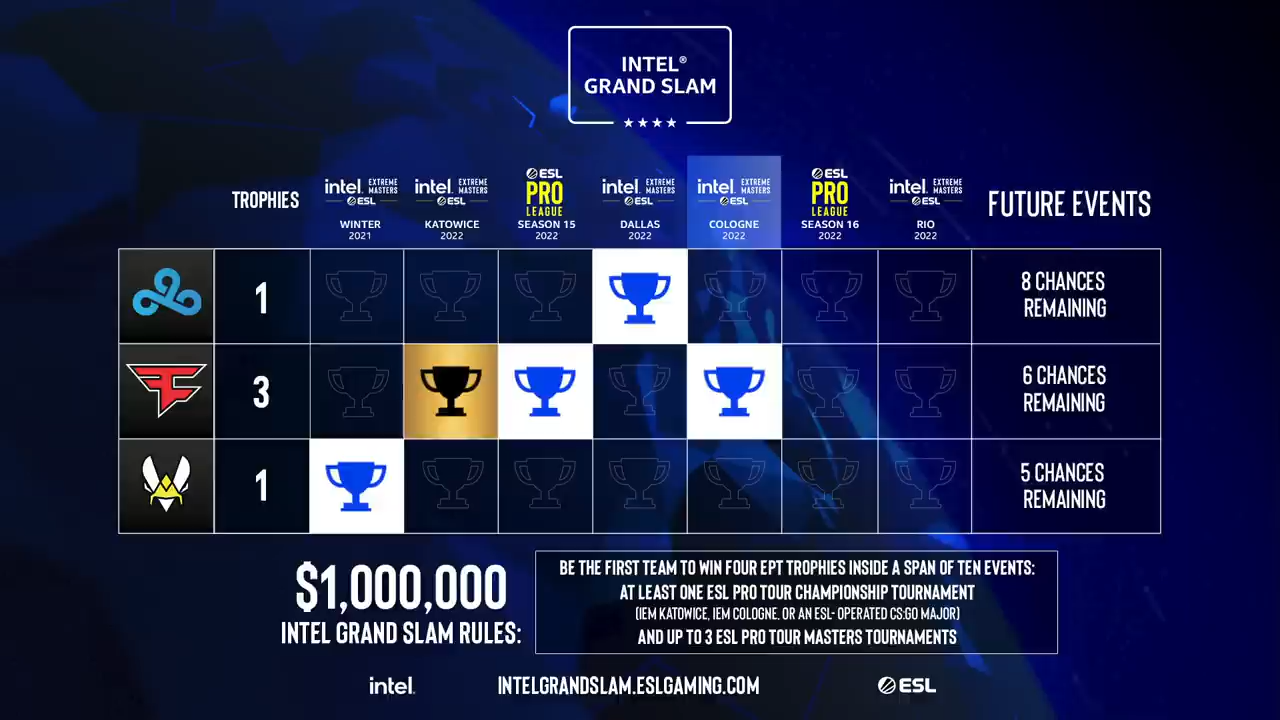 INTEL®
GRAND SLAM
TROPHIES
intel. EXTREME MASTERS
ESL
WINTER
2021
intel. EXTREME MASTERS
ESL
KATOWICE
2022
ESL
PRO
LEAGUE
SEASON 15
2022
intel. EXTREME MASTERS
ESL
DALLAS
2022
intel. EXTREME MASTERS
ESL
COLOGNE
2022
ESL
PRO
LEAGUE
SEASON 16
2022
intel. EXTREME MASTERS
ESL
RIO
2022
FUTURE EVENTS
1
8 CHANCES
REMAINING
3
6 CHANCES
REMAINING
1
5 CHANCES
REMAINING
$1,000,000
INTEL GRAND SLAM RULES:
BE THE FIRST TEAM TO WIN FOUR EPT TROPHIES INSIDE A SPAN OF TEN EVENTS:
AT LEAST ONE ESL PRO TOUR CHAMPIONSHIP TOURNAMENT
(IEM KATOWICE, IEM COLOGNE, OR AN ESL- OPERATED CS:GO MAJOR)
AND UP TO 3 ESL PRO TOUR MASTERS TOURNAMENTS
intel.
INTELGRANDSLAM.ESLGAMING.COM
ESL